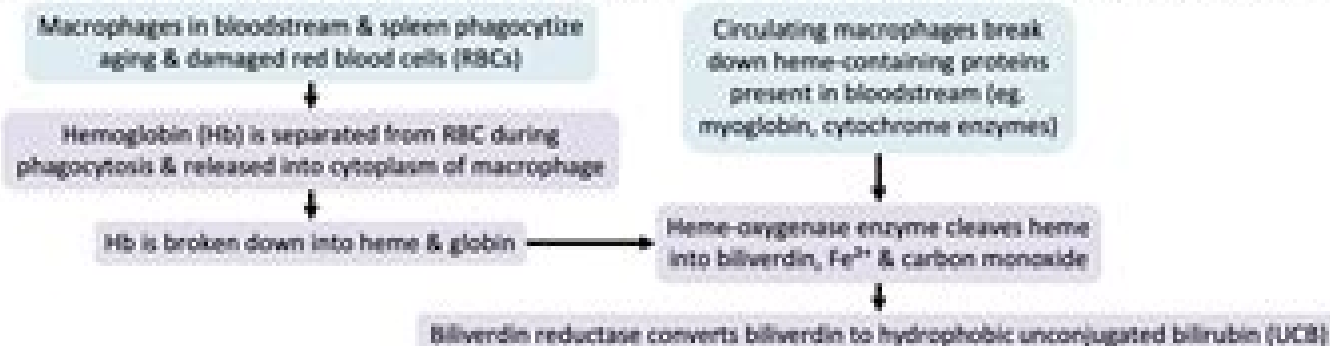 Macrophages in bloodstream & spleen phagocytize
aging & damaged red blood cells (RBCs)
Hemoglobin (Hb) is separated from RBC during
phagocytosis & released into cytoplasm of macrophage
Hb is broken down into heme & globin
Circulating macrophages break
down heme-containing proteins
present in bloodstream (eg.
myoglobin, cytochrome enzymes)
Heme-oxygenase enzyme cleaves heme
into biliverdin, Fe²⁺ & carbon monoxide
Biliverdin reductase converts biliverdin to hydrophobic unconjugated bilirubin (UCB)